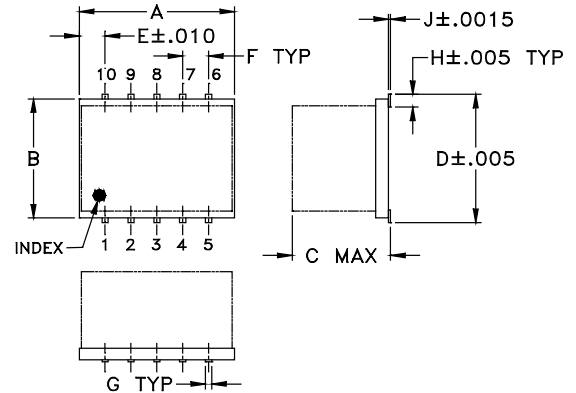 A
E±.010
F TYP
10 9 8 7 6
B
INDEX
1 2 3 4 5
G TYP
J±.0015
H±.005 TYP
D±.005
C MAX